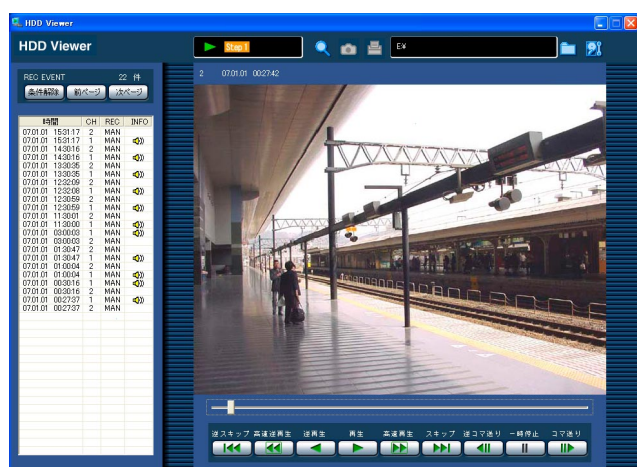 HDD Viewer
HDD Viewer
Step 1
E¥
REC EVENT 22 件
条件解除 前ページ 次ページ
2 07.01.01 00:27:42
時間 CH REC INFO
07.01.01 15:31:17 2 MAN
07.01.01 15:31:17 1 MAN
07.01.01 14:30:16 2 MAN
07.01.01 14:30:16 1 MAN
07.01.01 13:30:35 2 MAN
07.01.01 13:30:35 1 MAN
07.01.01 12:32:09 2 MAN
07.01.01 12:32:08 1 MAN
07.01.01 12:30:59 2 MAN
07.01.01 12:30:59 1 MAN
07.01.01 11:30:01 2 MAN
07.01.01 11:30:00 1 MAN
07.01.01 03:00:03 1 MAN
07.01.01 03:00:03 2 MAN
07.01.01 01:30:47 2 MAN
07.01.01 01:30:47 1 MAN
07.01.01 01:00:04 2 MAN
07.01.01 01:00:04 1 MAN
07.01.01 00:30:16 1 MAN
07.01.01 00:30:16 2 MAN
07.01.01 00:27:37 1 MAN
07.01.01 00:27:37 2 MAN
逆スキップ 高速逆再生 逆再生 再生 高速再生 スキップ 逆コマ送り 一時停止 コマ送り